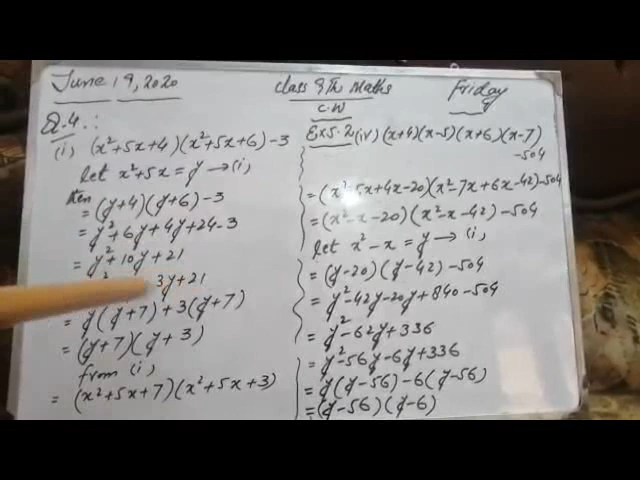 June 19, 2020
Class 9Th Maths
Friday
C.W
Q.4 :
(i) (x²+5x+4)(x²+5x+6)-3
let x²+5x = y → (i)
then
= (y+4)(y+6)-3
= y²+6y+4y+24-3
= y²+10y+21
3y+21
= y(y+7)+3(y+7)
= (y+7)(y+3)
from (i)
= (x²+5x+7)(x²+5x+3)
Ex 5.2 (iv) (x+4)(x-5)(x+6)(x-7)
-504
= (x²-5x+4x-20)(x²-7x+6x-42)-504
= (x²-x-20)(x²-x-42)-504
let x²-x = y → (i)
= (y-20)(y-42)-504
= y²-42y-20y+840-504
= y²-62y+336
= y²-56y-6y+336
= y(y-56)-6(y-56)
= (y-56)(y-6)